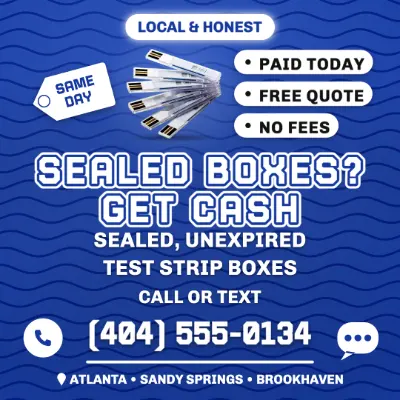 LOCAL & HONEST
SAME
DAY
• PAID TODAY
• FREE QUOTE
• NO FEES
SEALED BOXES?
GET CASH
SEALED, UNEXPIRED
TEST STRIP BOXES
CALL OR TEXT
(404) 555-0134
ATLANTA • SANDY SPRINGS • BROOKHAVEN